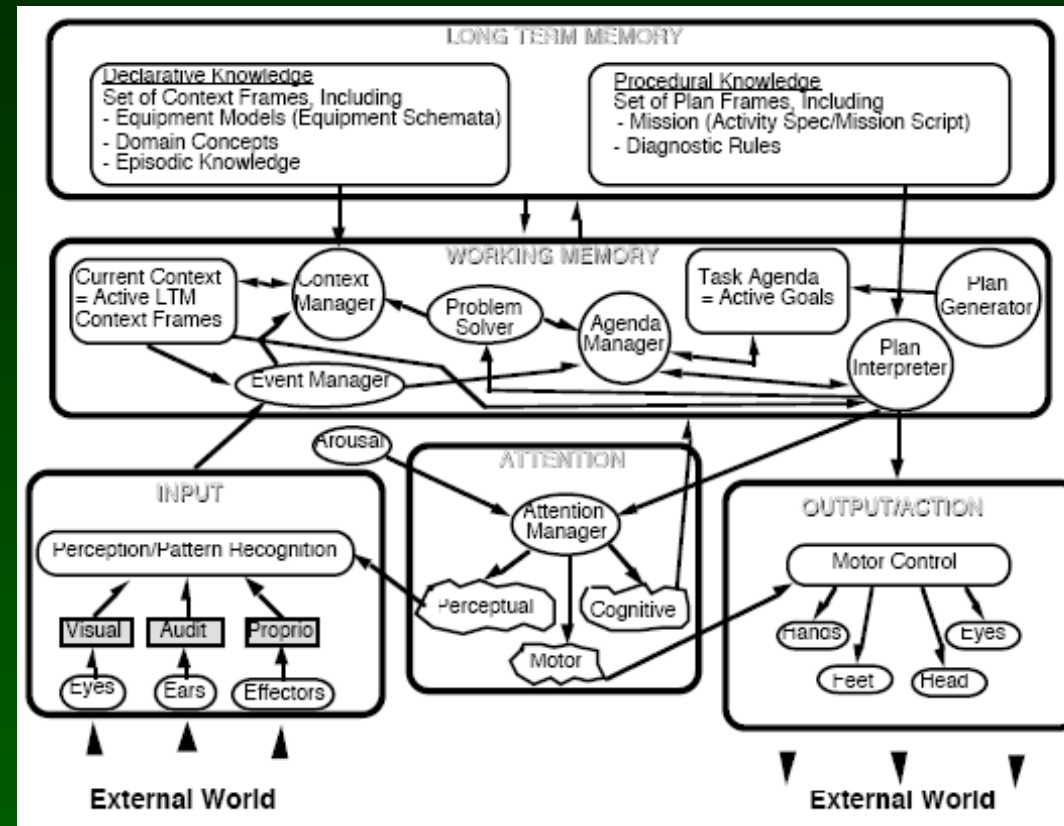 LONG TERM MEMORY
Declarative Knowledge
Set of Context Frames, Including
- Equipment Models (Equipment Schemata)
- Domain Concepts
- Episodic Knowledge
Procedural Knowledge
Set of Plan Frames, Including
- Mission (Activity Spec/Mission Script)
- Diagnostic Rules
WORKING MEMORY
Current Context
= Active LTM
Context Frames
Context
Manager
Problem
Solver
Agenda
Manager
Task Agenda
= Active Goals
Plan
Generator
Plan
Interpreter
Event Manager
Arousal
INPUT
Perception/Pattern Recognition
Visual
Audit
Proprio
Eyes
Ears
Effectors
ATTENTION
Attention
Manager
Perceptual
Cognitive
Motor
OUTPUT/ACTION
Motor Control
Hands
Eyes
Feet
Head
External World
External World